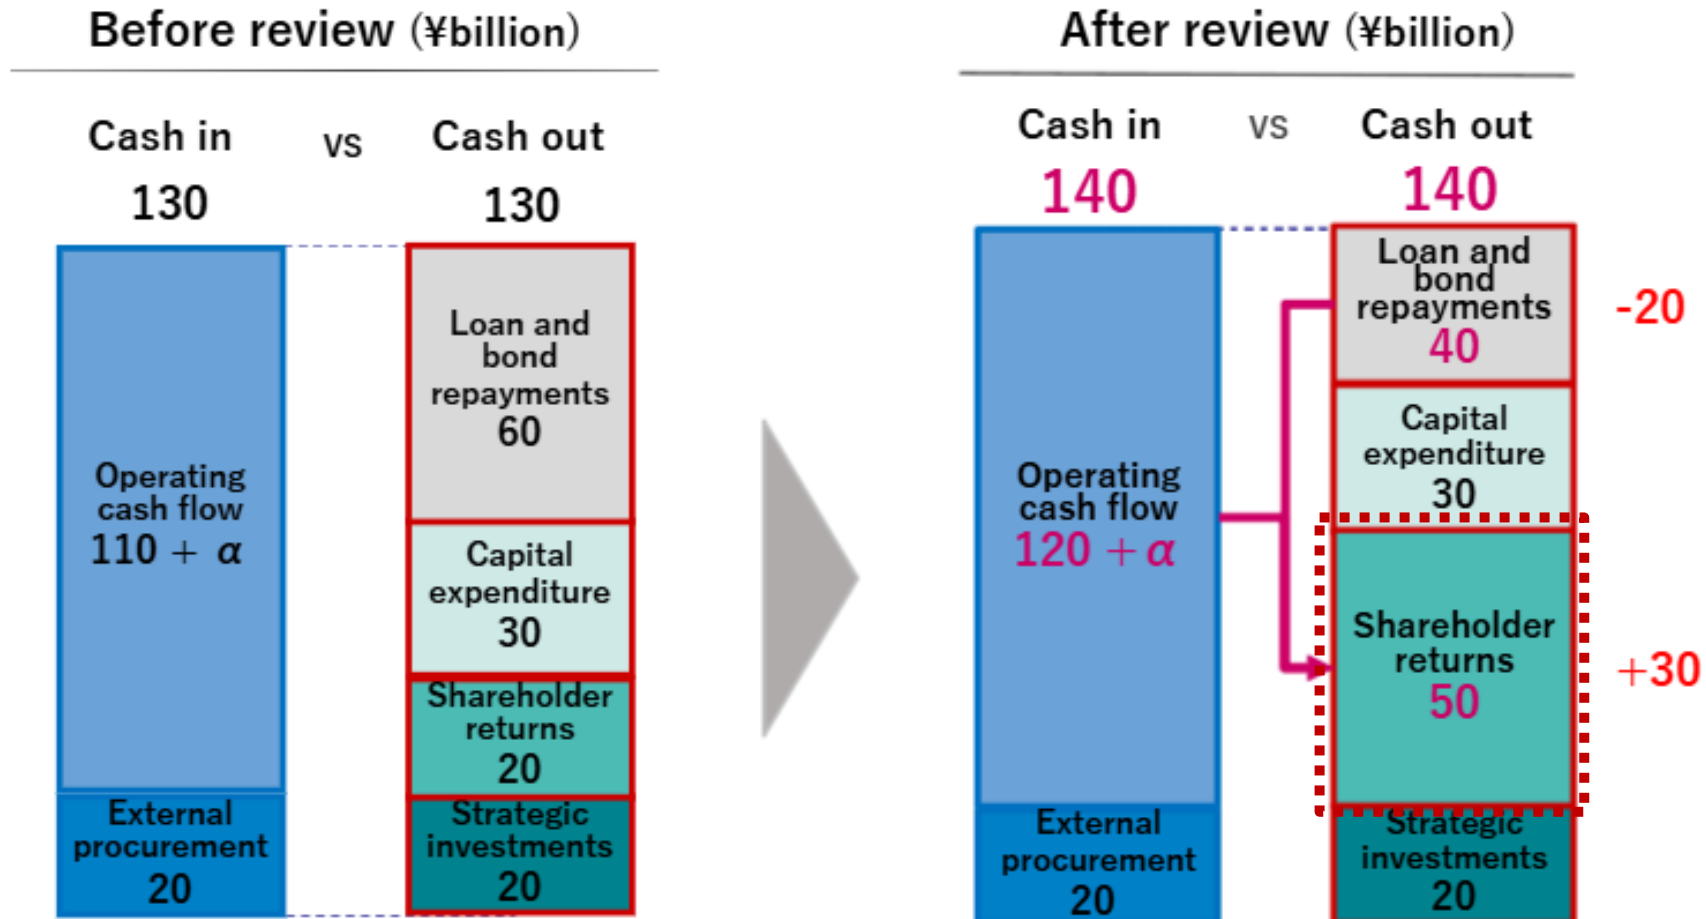 Before review (¥billion)
Cash in vs Cash out
130 130
Operating
cash flow
110 + α
External
procurement
20
Loan and
bond
repayments
60
Capital
expenditure
30
Shareholder
returns
20
Strategic
investments
20
After review (¥billion)
Cash in vs Cash out
140 140
Operating
cash flow
120 + α
External
procurement
20
Loan and
bond
repayments
40
-20
Capital
expenditure
30
Shareholder
returns
50
+30
Strategic
investments
20